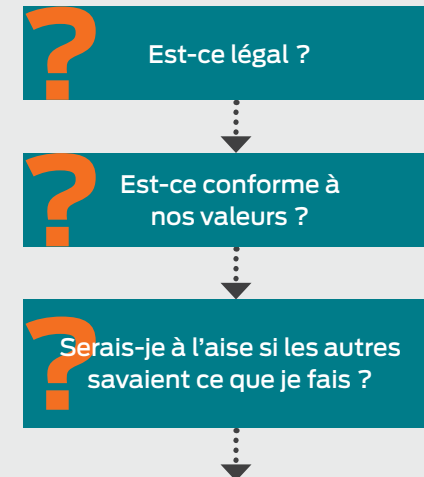 ?
Est-ce légal ?
?
Est-ce conforme à
nos valeurs ?
?
Serais-je à l’aise si les autres
savaient ce que je fais ?